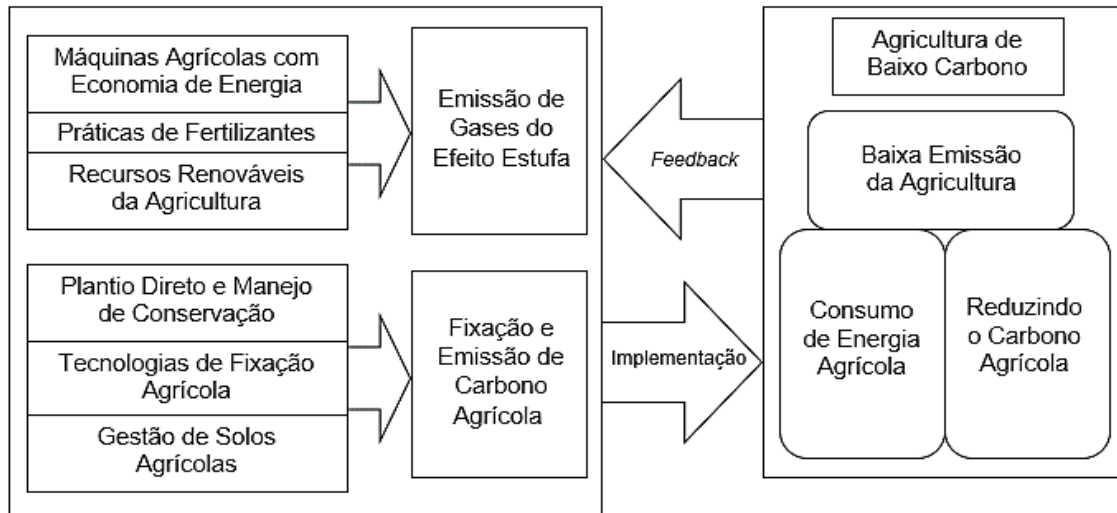 Máquinas Agrícolas com
Economia de Energia
Práticas de Fertilizantes
Recursos Renováveis
da Agricultura
Emissão de
Gases do
Efeito Estufa
Plantio Direto e Manejo
de Conservação
Tecnologias de Fixação
Agrícola
Gestão de Solos
Agrícolas
Fixação e
Emissão de
Carbono
Agrícola
Feedback
Implementação
Agricultura de
Baixo Carbono
Baixa Emissão
da Agricultura
Consumo
de Energia
Agrícola
Reduzindo
o Carbono
Agrícola